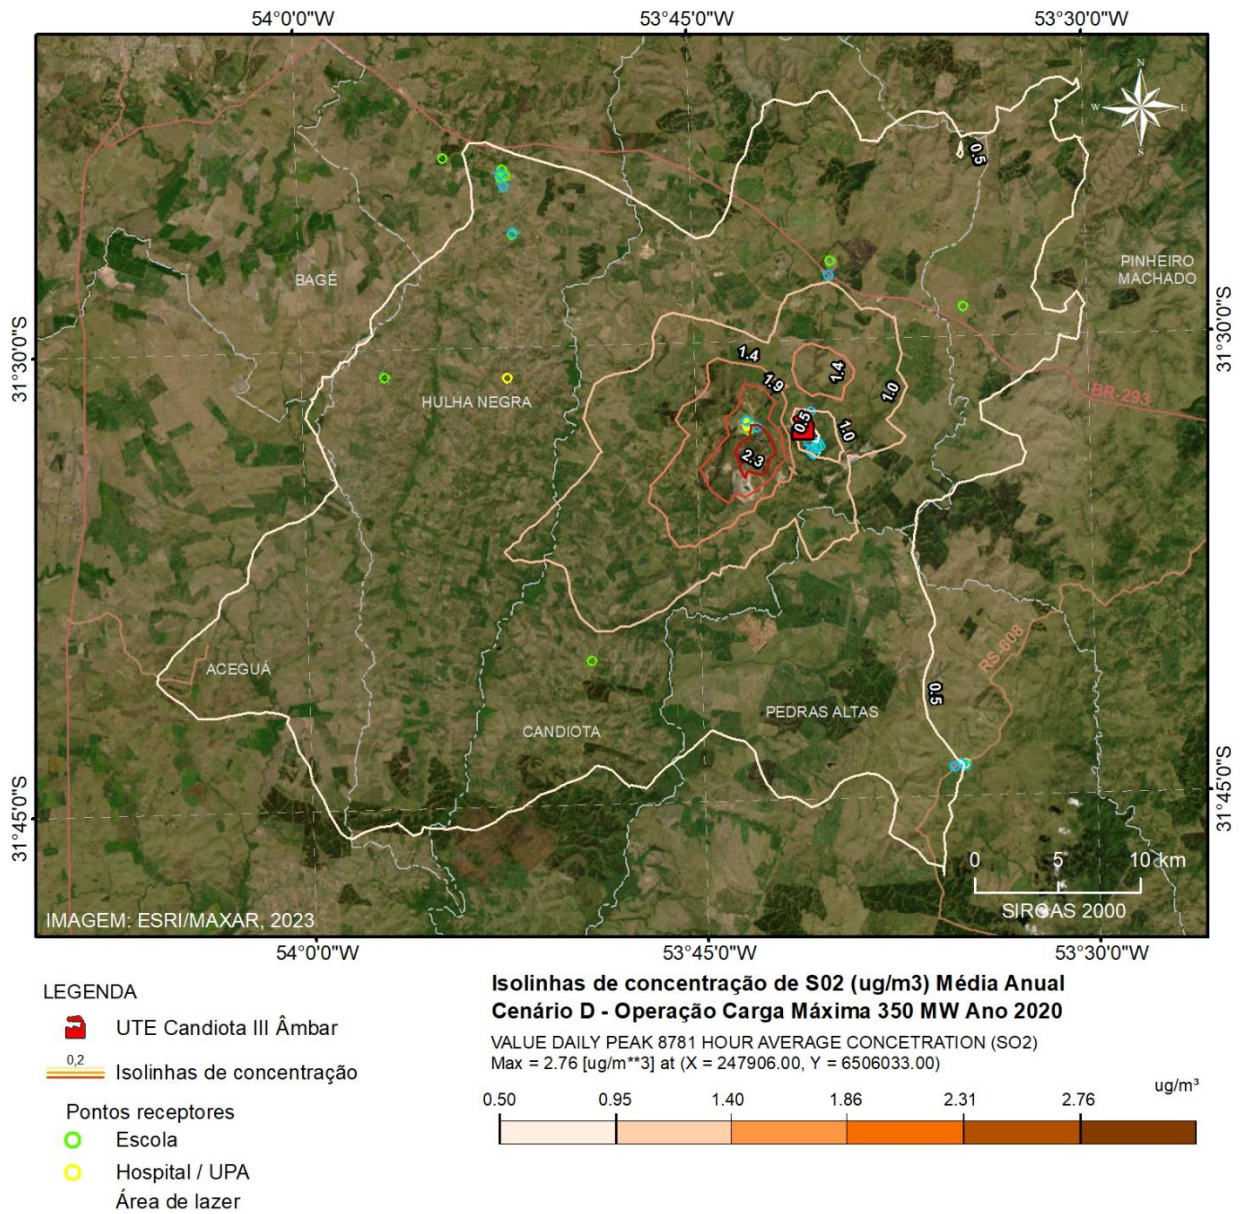 54°0'0"W 53°45'0"W 53°30'0"W
N
W E
S
0.5
PINHEIRO
MACHADO
BAGÉ
31°30'0"S 31°30'0"S
1.4
1.4
1.9
1.0
BR-293
HULHA NEGRA
0.5
1.0
2.3
RS-608
ACEGUÁ
0.5
PEDRAS ALTAS
CANDIOTA
31°45'0"S 31°45'0"S
0 5 10 km
IMAGEM: ESRI/MAXAR, 2023
SIRGAS 2000
54°0'0"W 53°45'0"W 53°30'0"W
LEGENDA
UTE Candiota III Âmbar
0,2
Isolinhas de concentração
Pontos receptores
Escola
Hospital / UPA
Área de lazer
Isolinhas de concentração de S02 (ug/m3) Média Anual
Cenário D - Operação Carga Máxima 350 MW Ano 2020
VALUE DAILY PEAK 8781 HOUR AVERAGE CONCETRATION (SO2)
Max = 2.76 [ug/m**3] at (X = 247906.00, Y = 6506033.00)
ug/m³
0.50 0.95 1.40 1.86 2.31 2.76